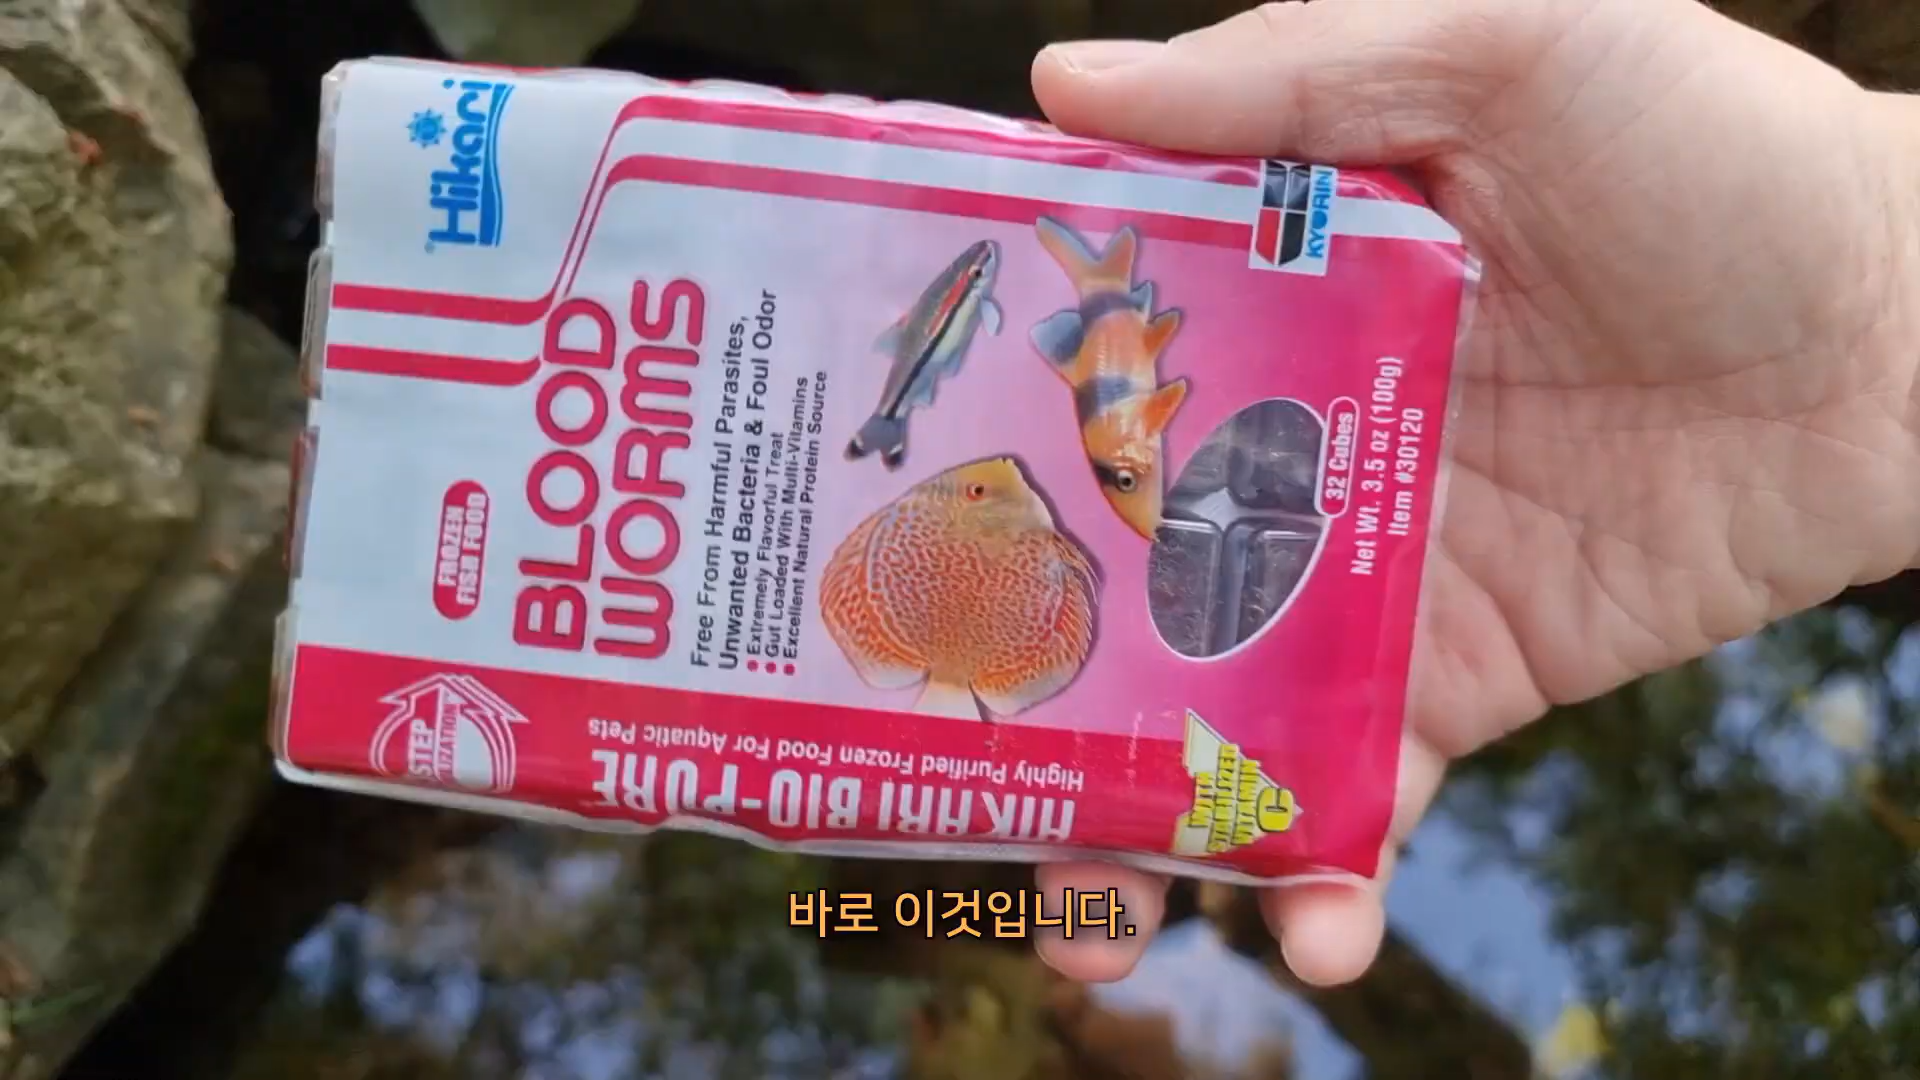 Hikari
KYORIN
FROZEN
FISH FOOD
BLOOD
WORMS
Free From Harmful Parasites,
Unwanted Bacteria & Foul Odor
• Extremely Flavorful Treat
• Gut Loaded With Multi-Vitamins
• Excellent Natural Protein Source
32 Cubes
Net Wt. 3.5 oz (100g)
Item #30120
STEP
HIKARI BIO-PURE
Highly Purified Frozen Food For Aquatic Pets
WITH
STABILIZED
VITAMIN
C
바로 이것입니다.